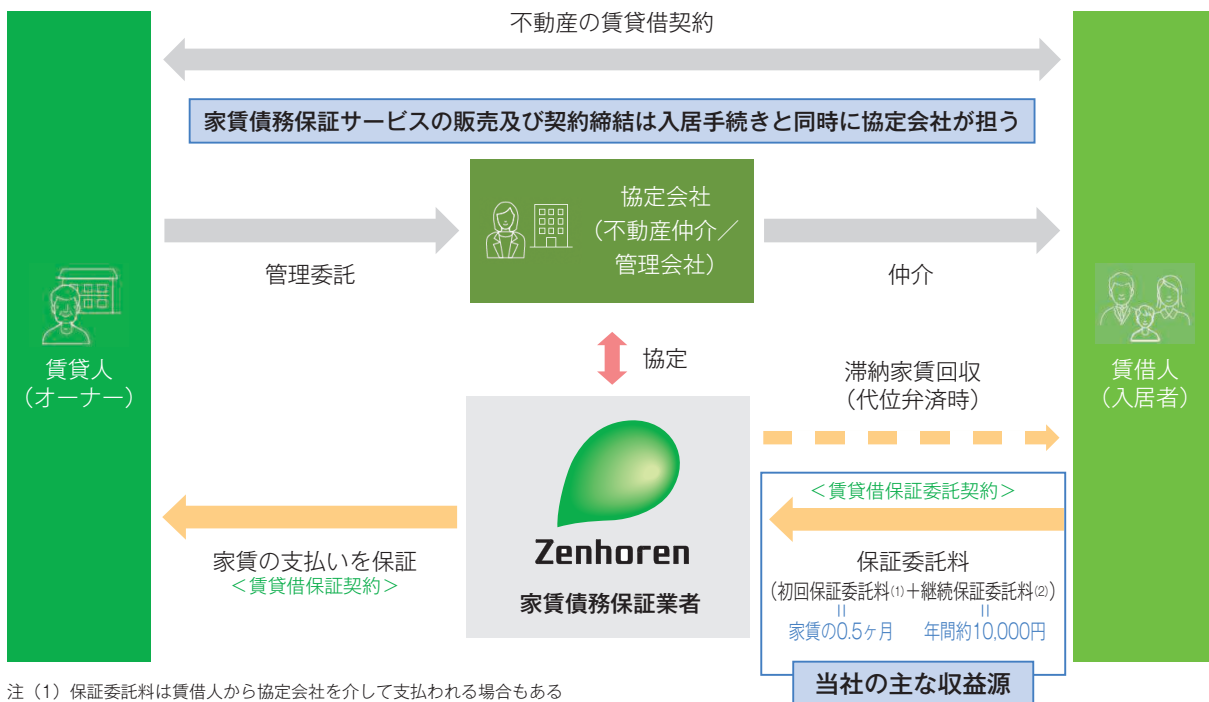 不動産の賃貸借契約
家賃債務保証サービスの販売及び契約締結は入居手続きと同時に協定会社が担う
協定会社
（不動産仲介／
管理会社）
管理委託
仲介
賃貸人
（オーナー）
賃借人
（入居者）
協定
滞納家賃回収
（代位弁済時）
Zenhoren
家賃債務保証業者
家賃の支払いを保証
＜賃貸借保証契約＞
＜賃貸借保証委託契約＞
保証委託料
（初回保証委託料(1)＋継続保証委託料(2)）
＝ ＝
家賃の0.5ヶ月 年間約10,000円
当社の主な収益源
注（1）保証委託料は賃借人から協定会社を介して支払われる場合もある